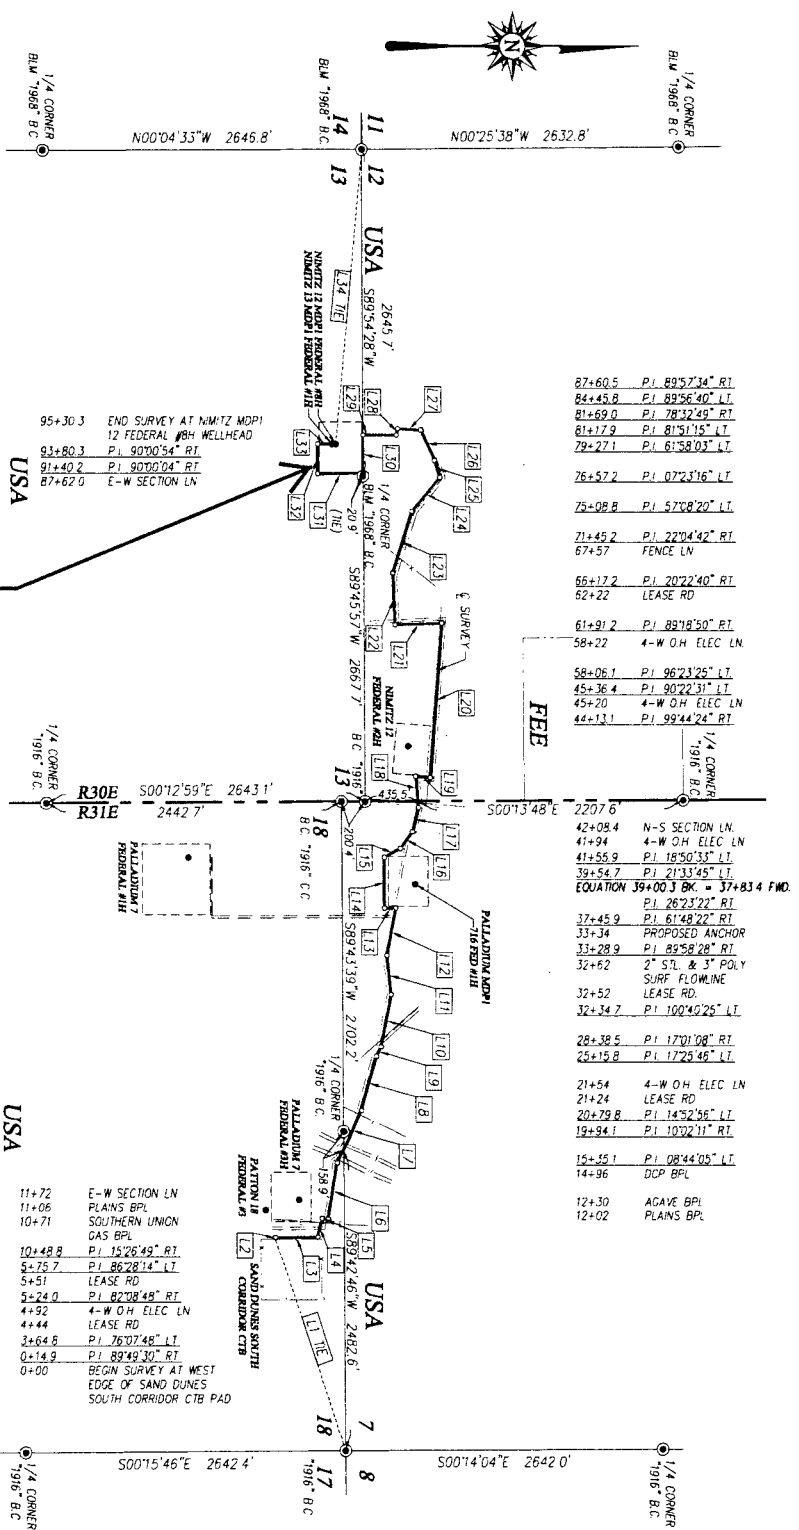 N
1/4 CORNER
BLM "1968" B.C.
N00°04'33"W 2646.8'
BLM "1968" B.C.
14
11
13
12
N00°25'38"W 2632.8'
1/4 CORNER
BLM "1968" B.C.
USA
2645.7'
S89°54'28"W
L34 TIE
NIMITZ 12 MDP1 FEDERAL #8H
NIMITZ 13 MDP1 FEDERAL #1H
L29
L28
L27
L26
L25
L24
L23
L22
L21
L20
L19
L18
L33
L32
L31
(TIE)
L30
20.9'
1/4 CORNER
BLM "1968" B.C.
95+30.3 END SURVEY AT NIMITZ MDP1
12 FEDERAL #8H WELLHEAD
93+80.3 P.I. 90°00'54" RT.
91+40.2 P.I. 90°00'04" RT
87+62.0 E-W SECTION LN
USA
87+60.5 P.I. 89°57'34" RT
84+45.8 P.I. 89°56'40" LT.
81+69.0 P.I. 78°32'49" RT
81+17.9 P.I. 81°51'15" LT
79+27.1 P.I. 61°58'03" LT.
76+57.2 P.I. 07°23'16" LT
75+08.8 P.I. 57°08'20" LT.
71+45.2 P.I. 22°04'42" RT
67+57 FENCE LN
66+17.2 P.I. 20°22'40" RT
62+22 LEASE RD
61+91.2 P.I. 89°18'50" RT
58+22 4-W O.H. ELEC LN.
58+06.1 P.I. 96°23'25" LT.
45+36.4 P.I. 90°22'31" LT
45+20 4-W O.H. ELEC LN
44+13.1 P.I. 99°44'24" RT
℄ SURVEY
FEE
S89°45'57"W 2667.7'
NIMITZ 12
FEDERAL #2H
B.C. "1916"
13
435.5'
1/4 CORNER
"1916" B.C.
R30E
R31E
S00°12'59"E 2643.1'
2442.7'
18
B.C. "1916" C.C.
200.4'
S00°13'48"E 2207.6'
1/4 CORNER
"1916" B.C.
42+08.4 N-S SECTION LN.
41+94 4-W O.H. ELEC LN
41+55.9 P.I. 18°50'33" LT.
39+54.7 P.I. 21°33'45" LT.
EQUATION 39+00.3 BK. = 37+83.4 FWD.
P.I. 26°23'22" RT
37+45.9 P.I. 61°48'22" RT
33+34 PROPOSED ANCHOR
33+28.9 P.I. 89°58'28" RT
32+62 2" STL. & 3" POLY
SURF FLOWLINE
32+52 LEASE RD.
32+34.7 P.I. 100°40'25" LT
28+38.5 P.I. 17°01'08" RT
25+15.8 P.I. 17°25'46" LT
21+54 4-W O.H. ELEC LN
21+24 LEASE RD
20+79.8 P.I. 14°52'56" LT
19+94.1 P.I. 10°02'11" RT.
15+35.1 P.I. 08°44'05" LT
14+96 DCP BPL
12+30 AGAVE BPL
12+02 PLAINS BPL
L17
L16
L15
L14
L13
L12
L11
L10
L9
L8
L7
L6
L5
L4
L3
L2
L1 TIE
PALLADIUM 7
FEDERAL #1H
PALLADIUM MDP1
7-16 FED #1H
S89°43'39"W 2702.2'
1/4 CORNER
"1916" B.C.
PALLADIUM 7
FEDERAL #3H
158.9'
PATTON 18
FEDERAL #3
SAND DUNES SOUTH
CORRIDOR CTB
S89°42'46"W 2482.6'
USA
USA
11+72 E-W SECTION LN
11+06 PLAINS BPL
10+71 SOUTHERN UNION
GAS BPL
10+48.8 P.I. 15°26'49" RT
5+75.7 P.I. 86°28'14" LT
5+51 LEASE RD
5+24.0 P.I. 82°08'48" RT
4+92 4-W O.H. ELEC LN
4+44 LEASE RD
3+64.8 P.I. 76°07'48" LT
0+14.9 P.I. 89°49'30" RT
0+00 BEGIN SURVEY AT WEST
EDGE OF SAND DUNES
SOUTH CORRIDOR CTB PAD
18
7
17
8
S00°15'46"E 2642.4'
"1916" B.C
S00°14'04"E 2642.0'
1/4 CORNER
"1916" B.C.
1/4 CORNER
"1916" B.C.